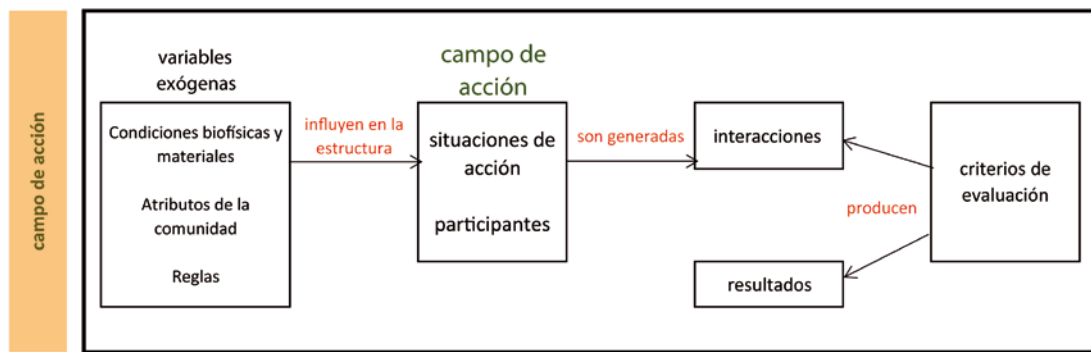 campo de acción
variables
exógenas
Condiciones biofísicas y
materiales
Atributos de la
comunidad
Reglas
influyen en la
estructura
campo de
acción
situaciones de
acción
participantes
son generadas
interacciones
producen
resultados
criterios de
evaluación